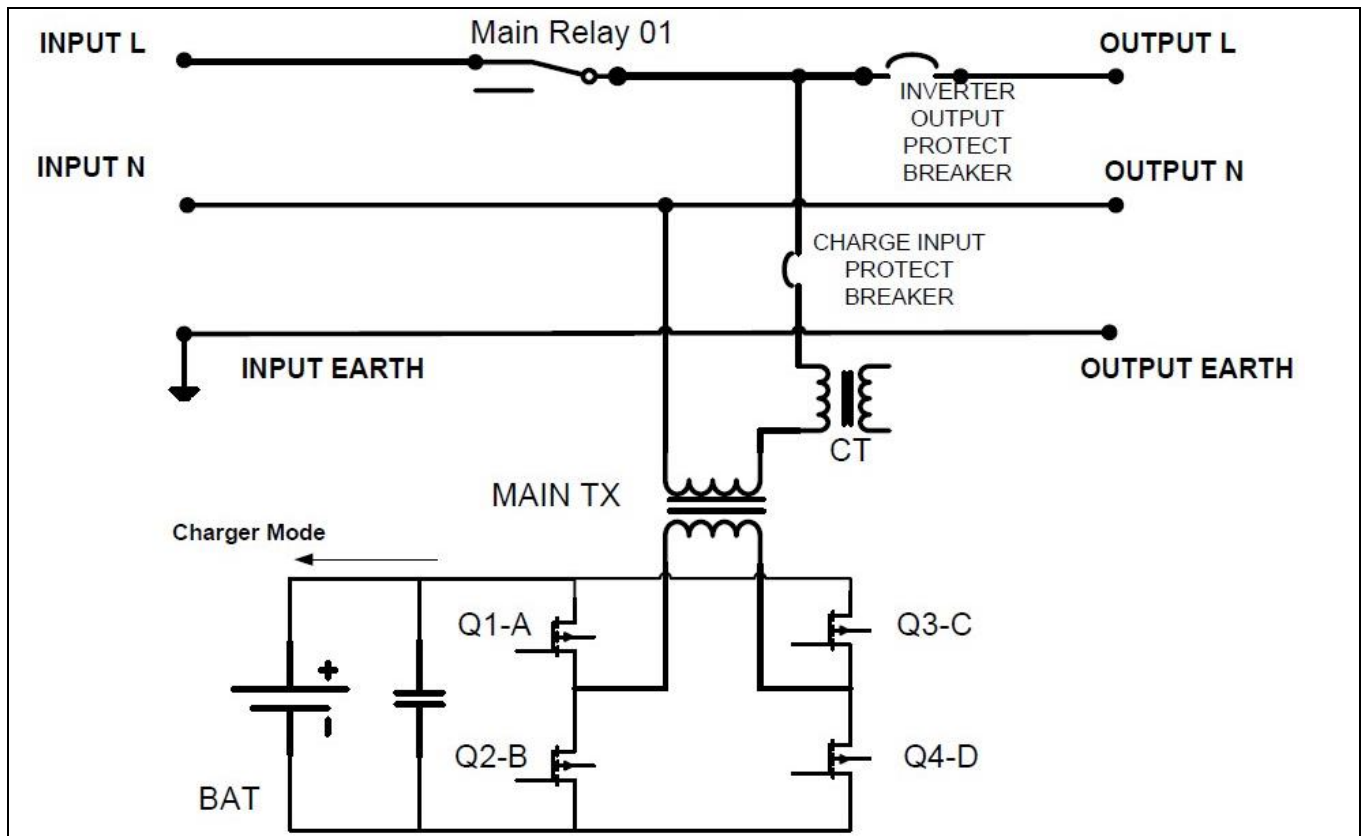 Main Relay 01
INPUT L
OUTPUT L
INVERTER
OUTPUT
PROTECT
BREAKER
INPUT N
OUTPUT N
CHARGE INPUT
PROTECT
BREAKER
INPUT EARTH
OUTPUT EARTH
CT
MAIN TX
Charger Mode
Q1-A
Q3-C
+
-
Q2-B
Q4-D
BAT